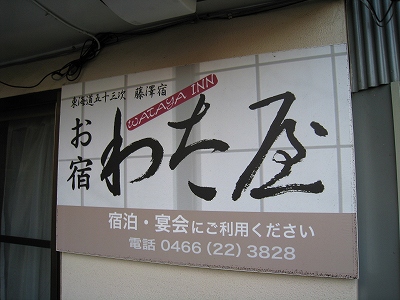 東海道五十三次 藤澤宿
WATAYA INN
お宿
わた屋
宿泊・宴会にご利用ください
電話 0466 (22) 3828